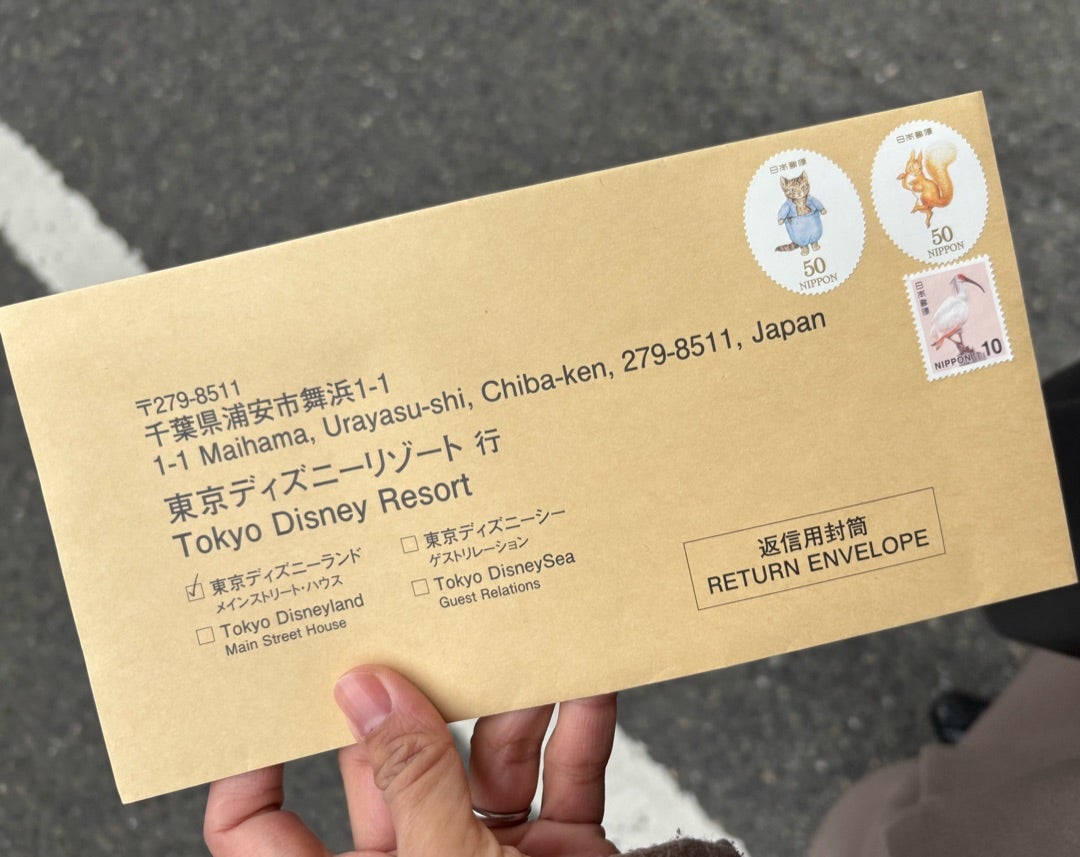 日本郵便
50
NIPPON
日本郵便
50
NIPPON
日本郵便
NIPPON 10
〒279-8511
千葉県浦安市舞浜1-1
1-1 Maihama, Urayasu-shi, Chiba-ken, 279-8511, Japan
東京ディズニーリゾート 行
Tokyo Disney Resort
☑ 東京ディズニーランド
メインストリート・ハウス
☐ Tokyo Disneyland
Main Street House
☐ 東京ディズニーシー
ゲストリレーション
☐ Tokyo DisneySea
Guest Relations
返信用封筒
RETURN ENVELOPE